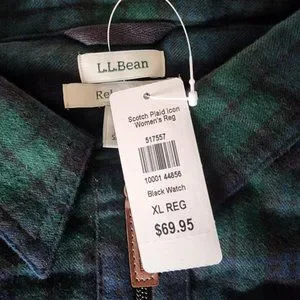 L.L.Bean
Scotch Plaid Icon
Women's Reg
517557
10001 44856
Black Watch
XL REG
$69.95